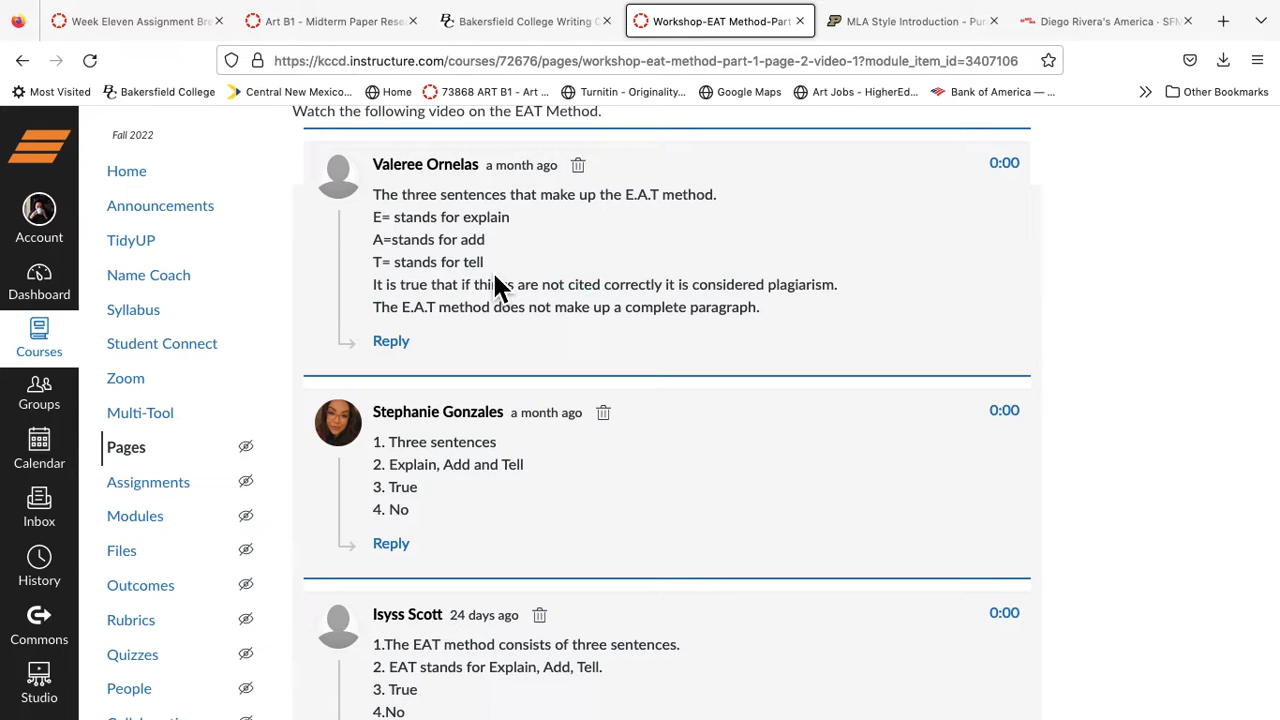 Week Eleven Assignment Bre
Art B1 - Midterm Paper Resea
Bakersfield College Writing C
Workshop-EAT Method-Part
MLA Style Introduction - Pur
Diego Rivera's America - SFM
https://kccd.instructure.com/courses/72676/pages/workshop-eat-method-part-1-page-2-video-1?module_item_id=3407106
Most Visited
Bakersfield College
Central New Mexico...
Home
73868 ART B1 - Art ...
Turnitin - Originality...
Google Maps
Art Jobs - HigherEd...
Bank of America — ...
Other Bookmarks
Account
Dashboard
Courses
Groups
Calendar
Inbox
History
Commons
Studio
Fall 2022
Home
Announcements
TidyUP
Name Coach
Syllabus
Student Connect
Zoom
Multi-Tool
Pages
Assignments
Modules
Files
Outcomes
Rubrics
Quizzes
People
Watch the following video on the EAT Method.
Valeree Ornelas a month ago 0:00
The three sentences that make up the E.A.T method.
E= stands for explain
A=stands for add
T= stands for tell
It is true that if things are not cited correctly it is considered plagiarism.
The E.A.T method does not make up a complete paragraph.
Reply
Stephanie Gonzales a month ago 0:00
1. Three sentences
2. Explain, Add and Tell
3. True
4. No
Reply
Isyss Scott 24 days ago 0:00
1.The EAT method consists of three sentences.
2. EAT stands for Explain, Add, Tell.
3. True
4.No